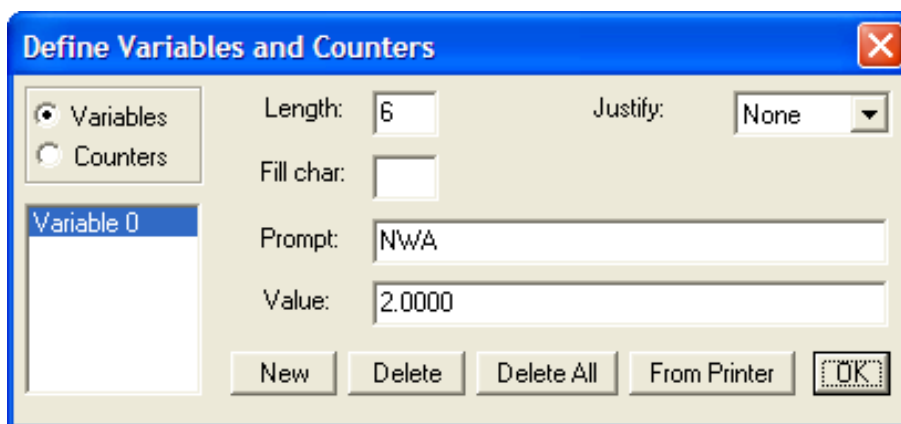 Define Variables and Counters
Variables
Counters
Length: 6
Justify: None
Fill char:
Variable 0
Prompt: NWA
Value: 2.0000
New Delete Delete All From Printer OK